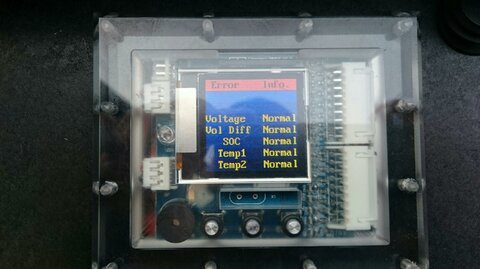 Error Info.
Voltage Normal
Vol Diff Normal
SOC Normal
Temp1 Normal
Temp2 Normal